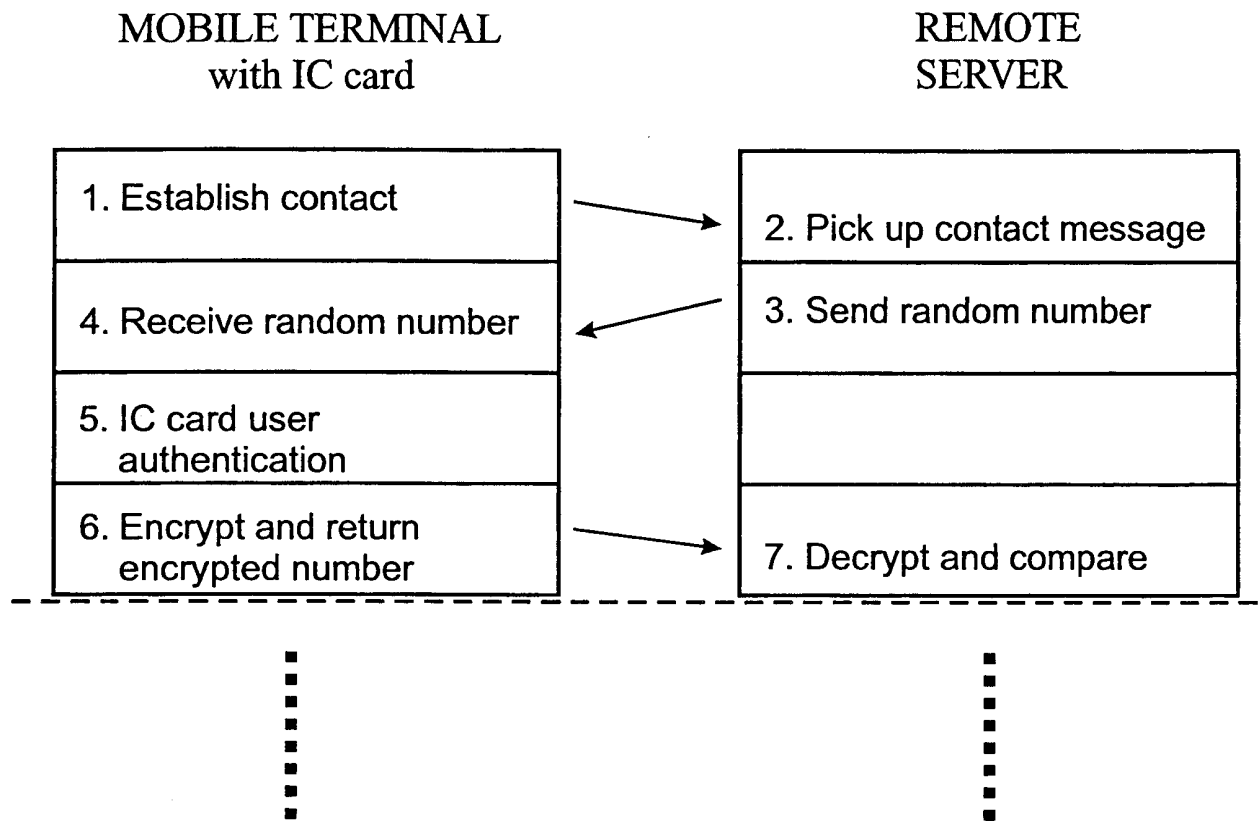 MOBILE TERMINAL
with IC card
REMOTE
SERVER
1. Establish contact
2. Pick up contact message
4. Receive random number
3. Send random number
5. IC card user
authentication
6. Encrypt and return
encrypted number
7. Decrypt and compare